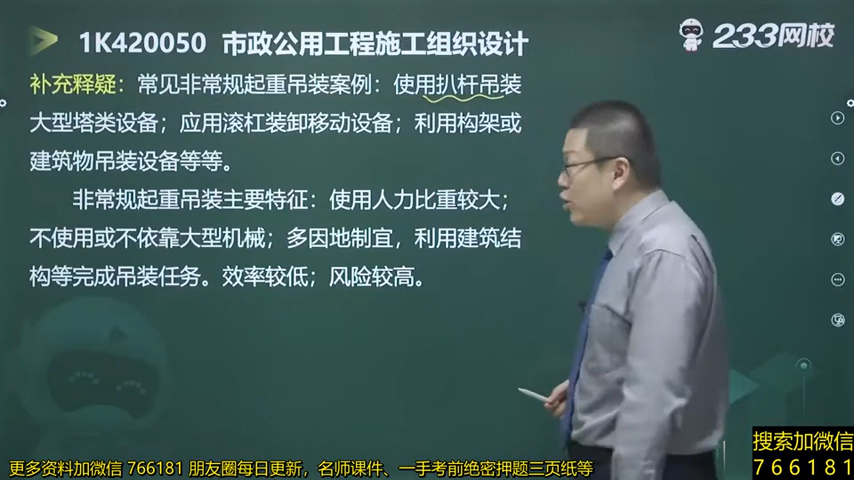 1K420050 市政公用工程施工组织设计
233网校
补充释疑：常见非常规起重吊装案例：使用扒杆吊装
大型塔类设备；应用滚杠装卸移动设备；利用构架或
建筑物吊装设备等等。
非常规起重吊装主要特征：使用人力比重较大；
不使用或不依靠大型机械；多因地制宜，利用建筑结
构等完成吊装任务。效率较低；风险较高。
搜索加微信
766181
更多资料加微信 766181 朋友圈每日更新，名师课件、一手考前绝密押题三页纸等